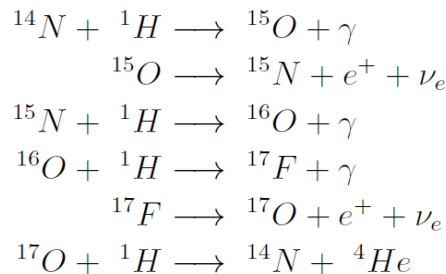 ¹⁴N + ¹H ⟶ ¹⁵O + γ
¹⁵O ⟶ ¹⁵N + e⁺ + νₑ
¹⁵N + ¹H ⟶ ¹⁶O + γ
¹⁶O + ¹H ⟶ ¹⁷F + γ
¹⁷F ⟶ ¹⁷O + e⁺ + νₑ
¹⁷O + ¹H ⟶ ¹⁴N + ⁴He